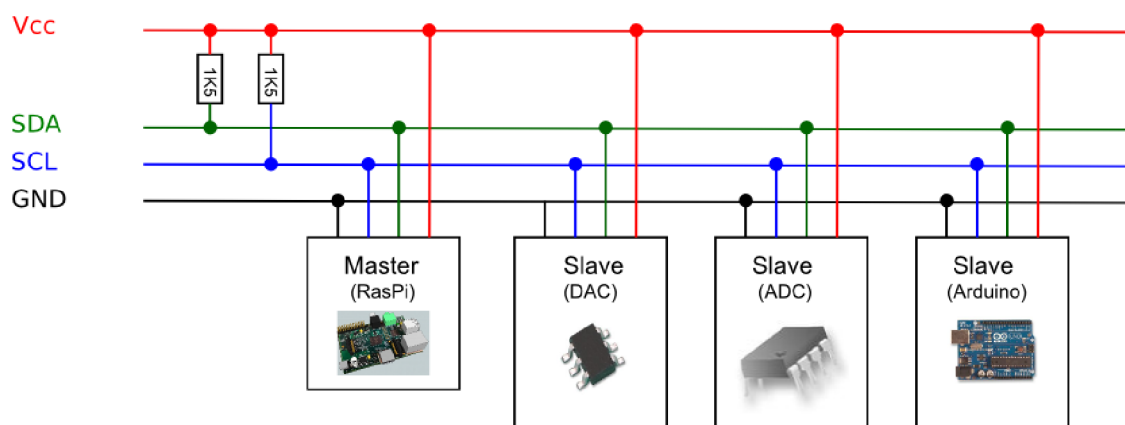 Vcc
1K5
1K5
SDA
SCL
GND
Master
(RasPi)
Slave
(DAC)
Slave
(ADC)
Slave
(Arduino)